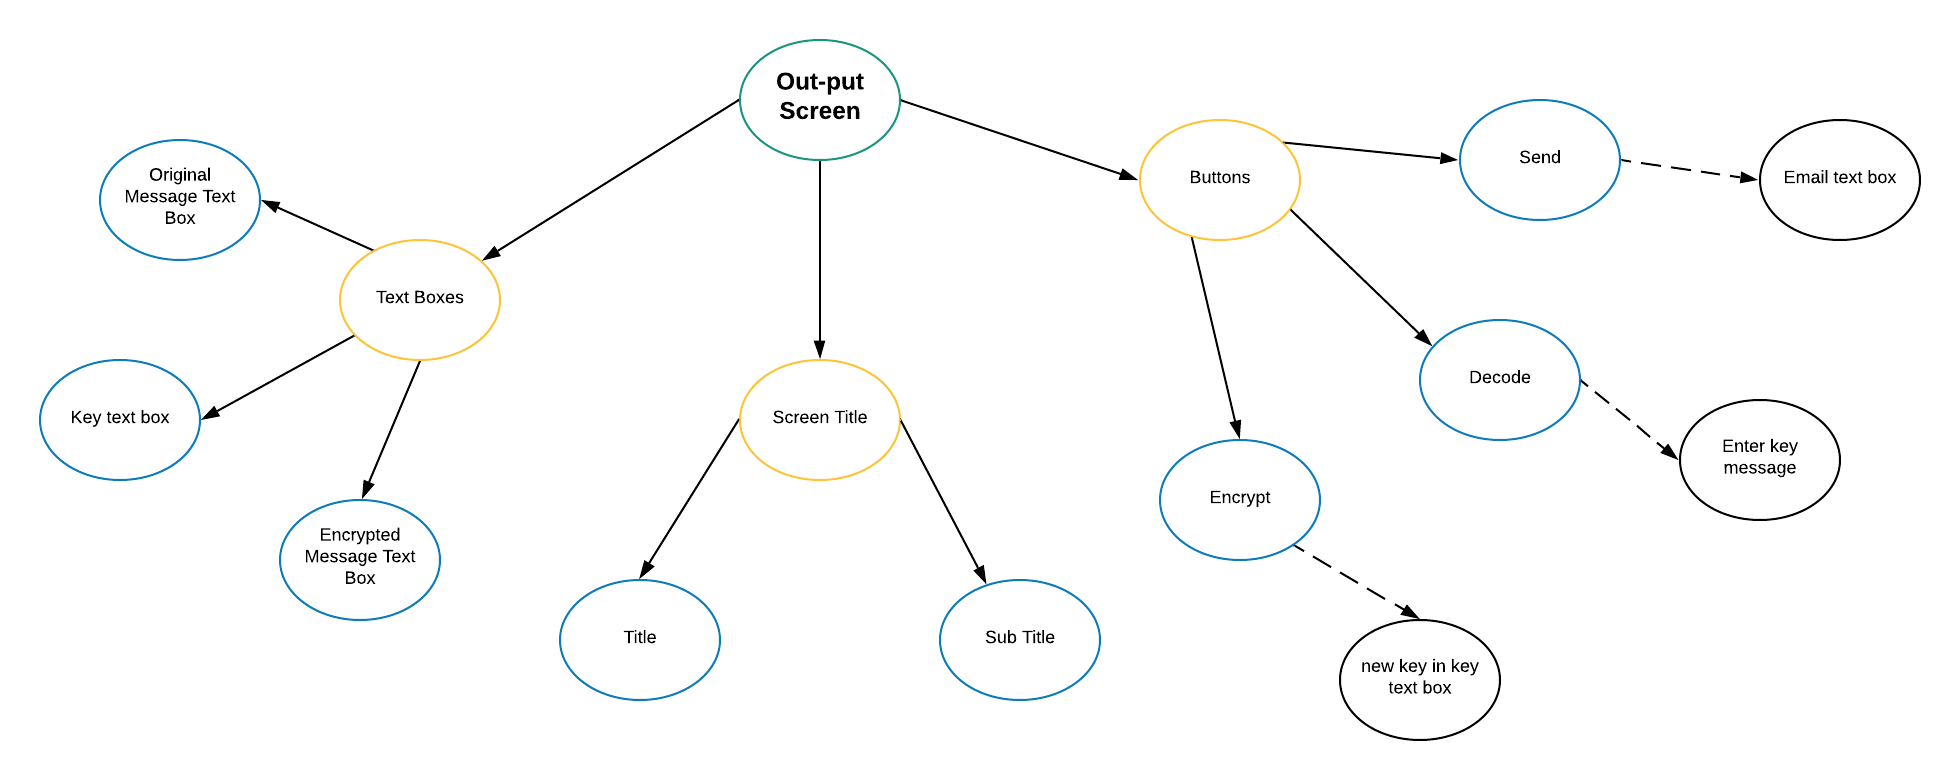 Out-put
Screen
Original
Message Text
Box
Text Boxes
Key text box
Encrypted
Message Text
Box
Screen Title
Title
Sub Title
Buttons
Send
Email text box
Decode
Enter key
message
Encrypt
new key in key
text box